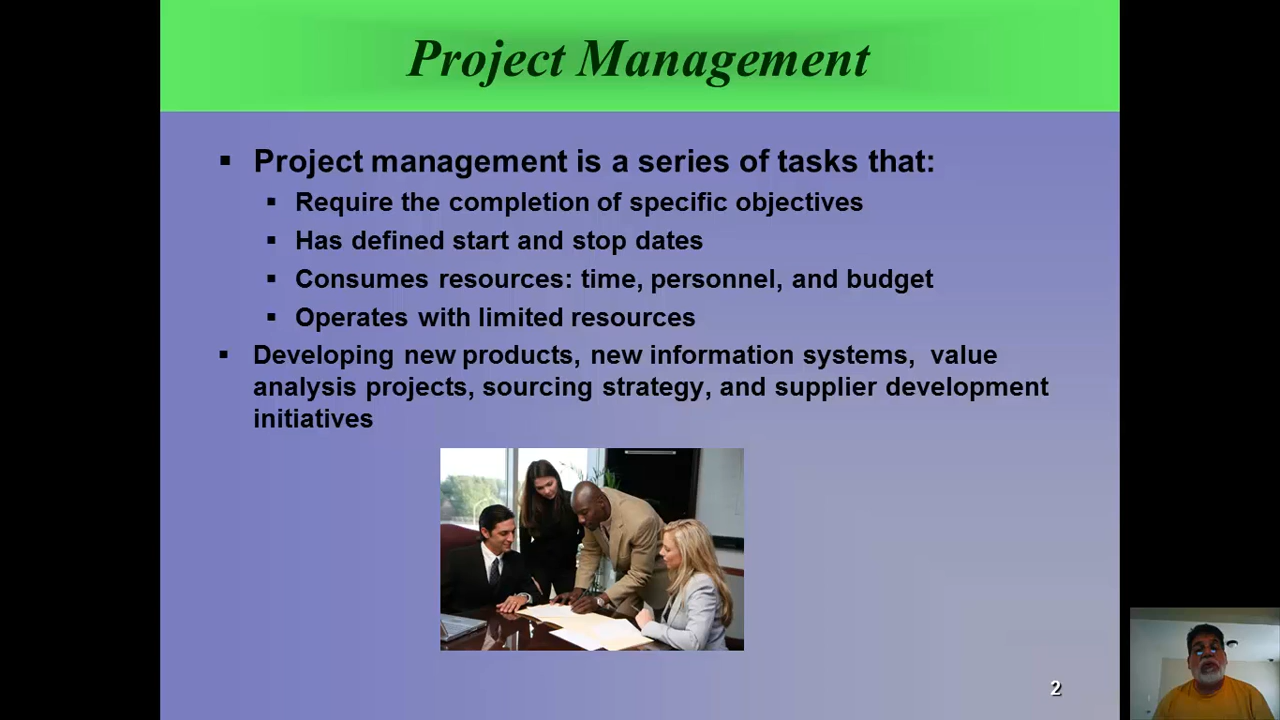 Project Management
▪ Project management is a series of tasks that:
▪ Require the completion of specific objectives
▪ Has defined start and stop dates
▪ Consumes resources: time, personnel, and budget
▪ Operates with limited resources
▪ Developing new products, new information systems,  value
analysis projects, sourcing strategy, and supplier development
initiatives
2